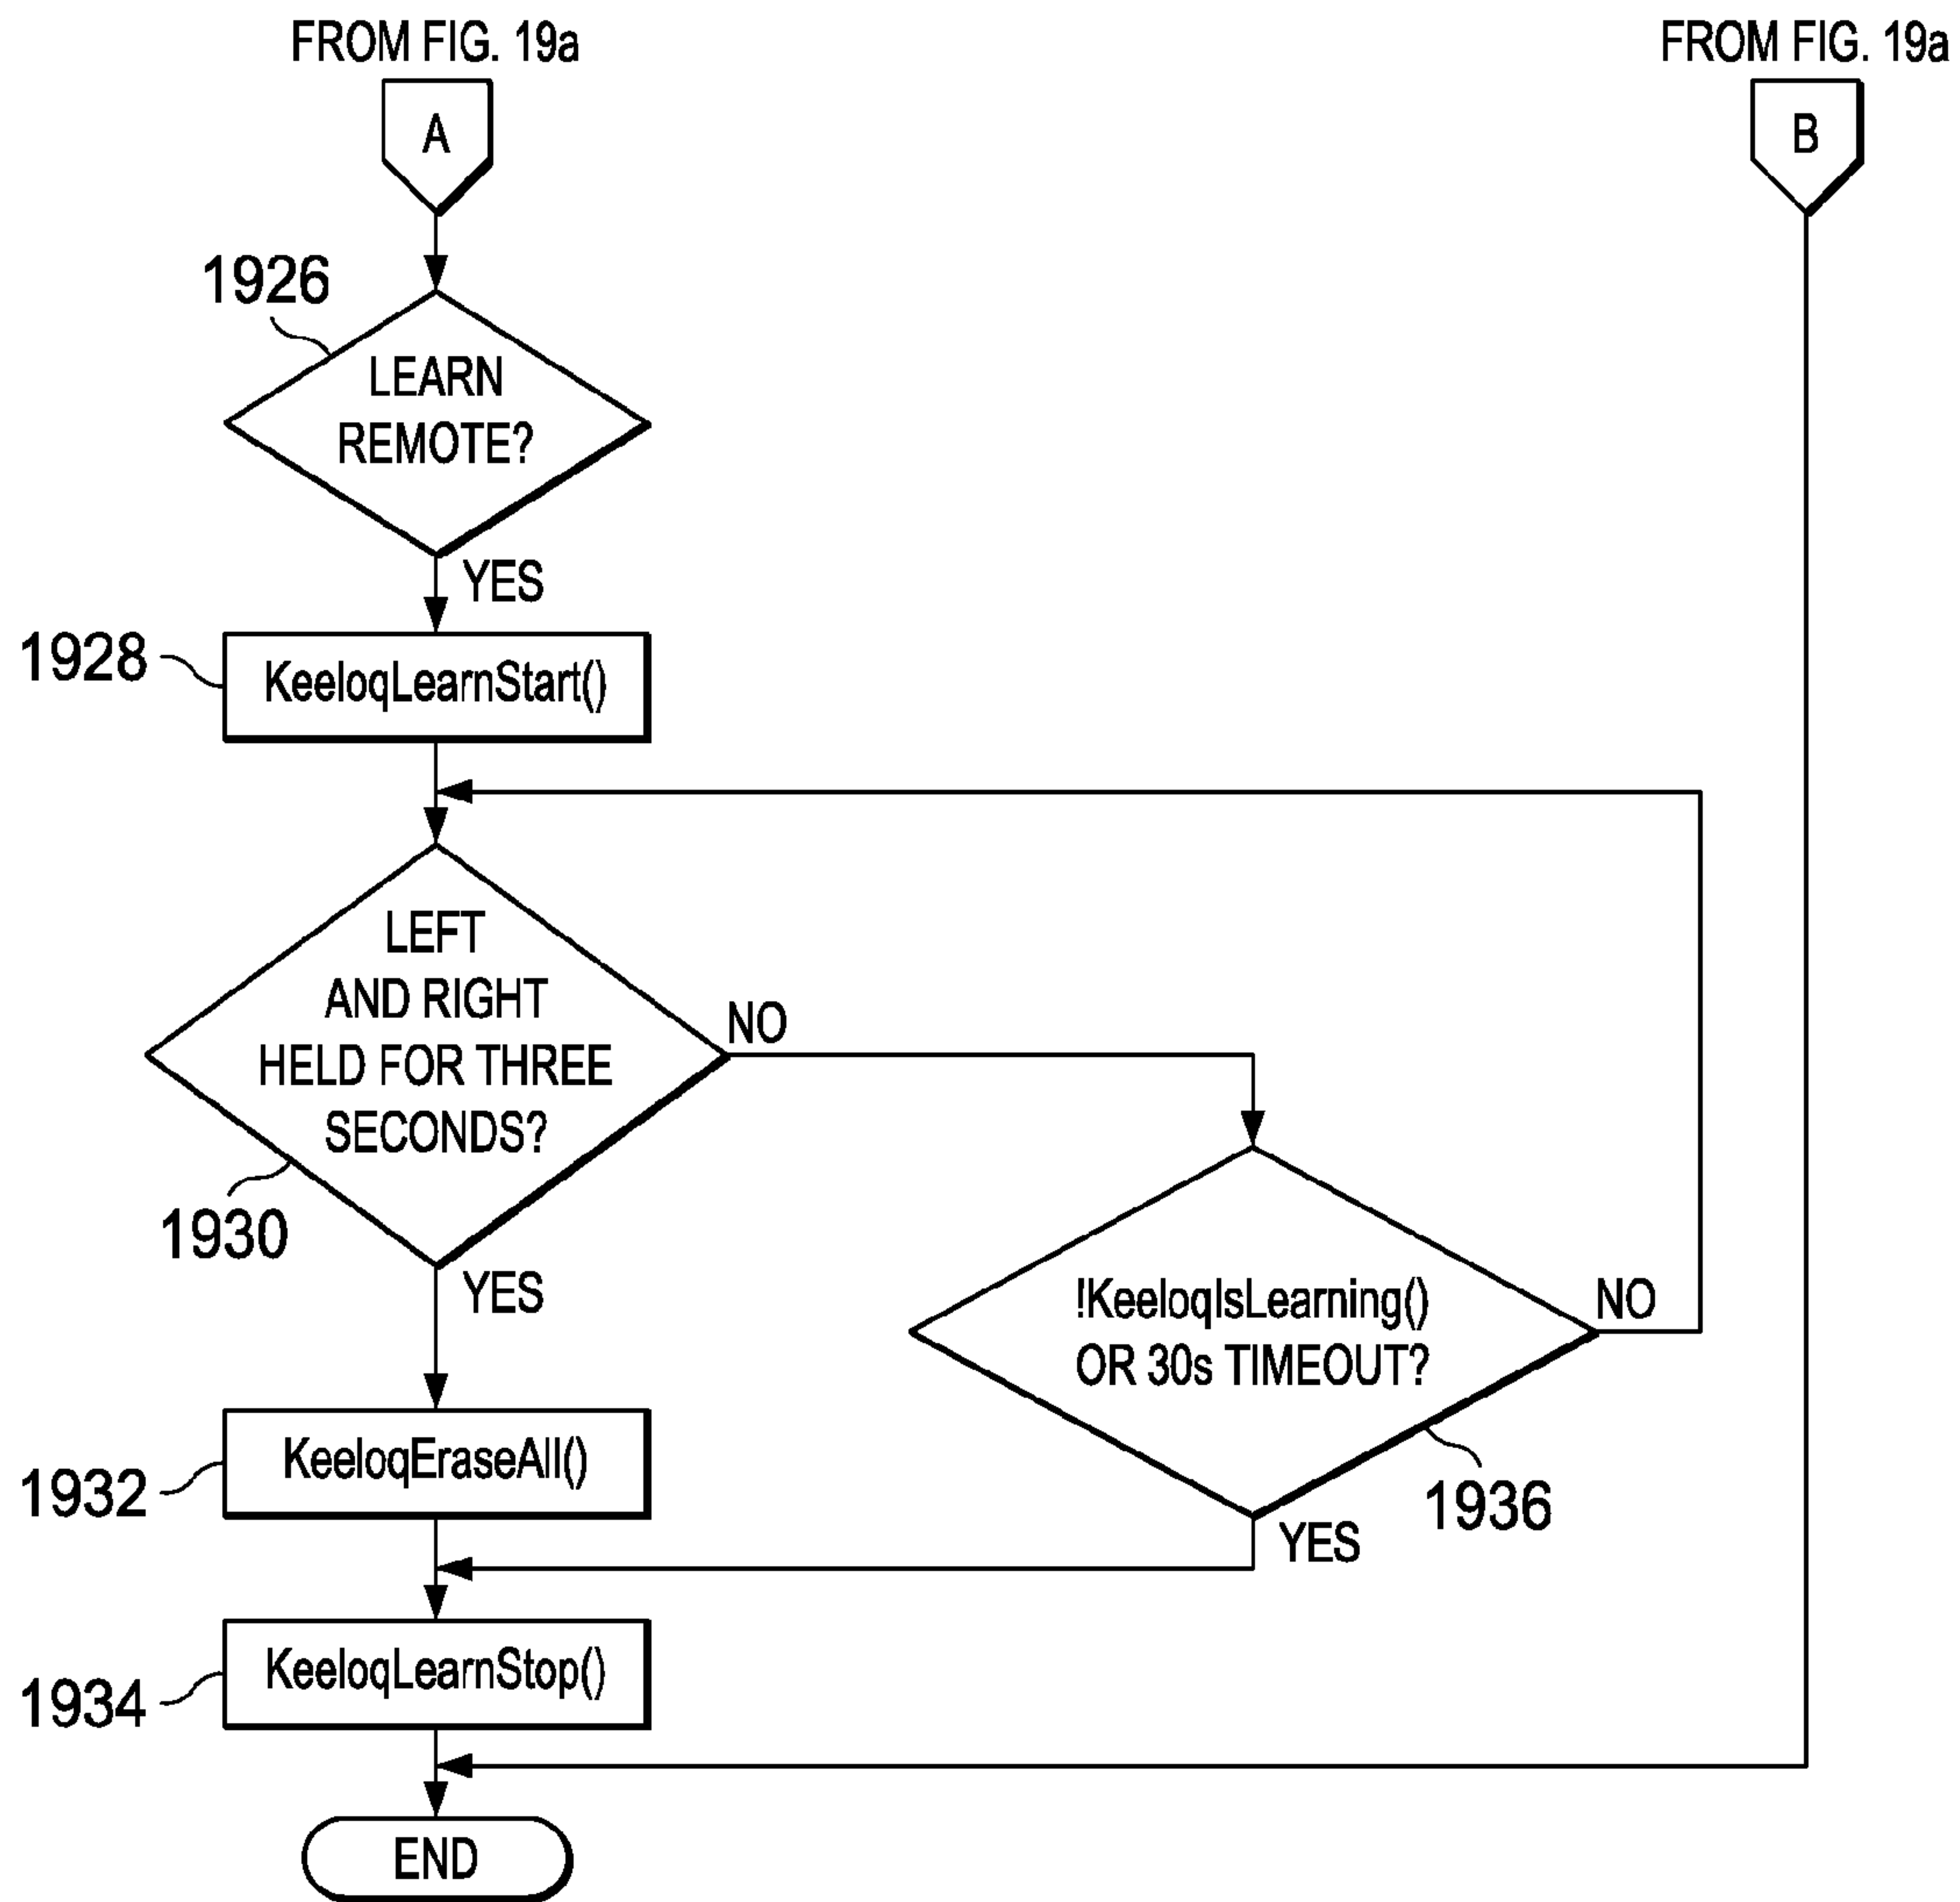 FROM FIG. 19a
FROM FIG. 19a
A
B
1926
LEARN
REMOTE?
YES
1928
KeeloqLearnStart()
LEFT
AND RIGHT
HELD FOR THREE
SECONDS?
NO
1930
YES
!KeeloqIsLearning()
OR 30s TIMEOUT?
NO
1932
KeeloqEraseAll()
1936
YES
1934
KeeloqLearnStop()
END